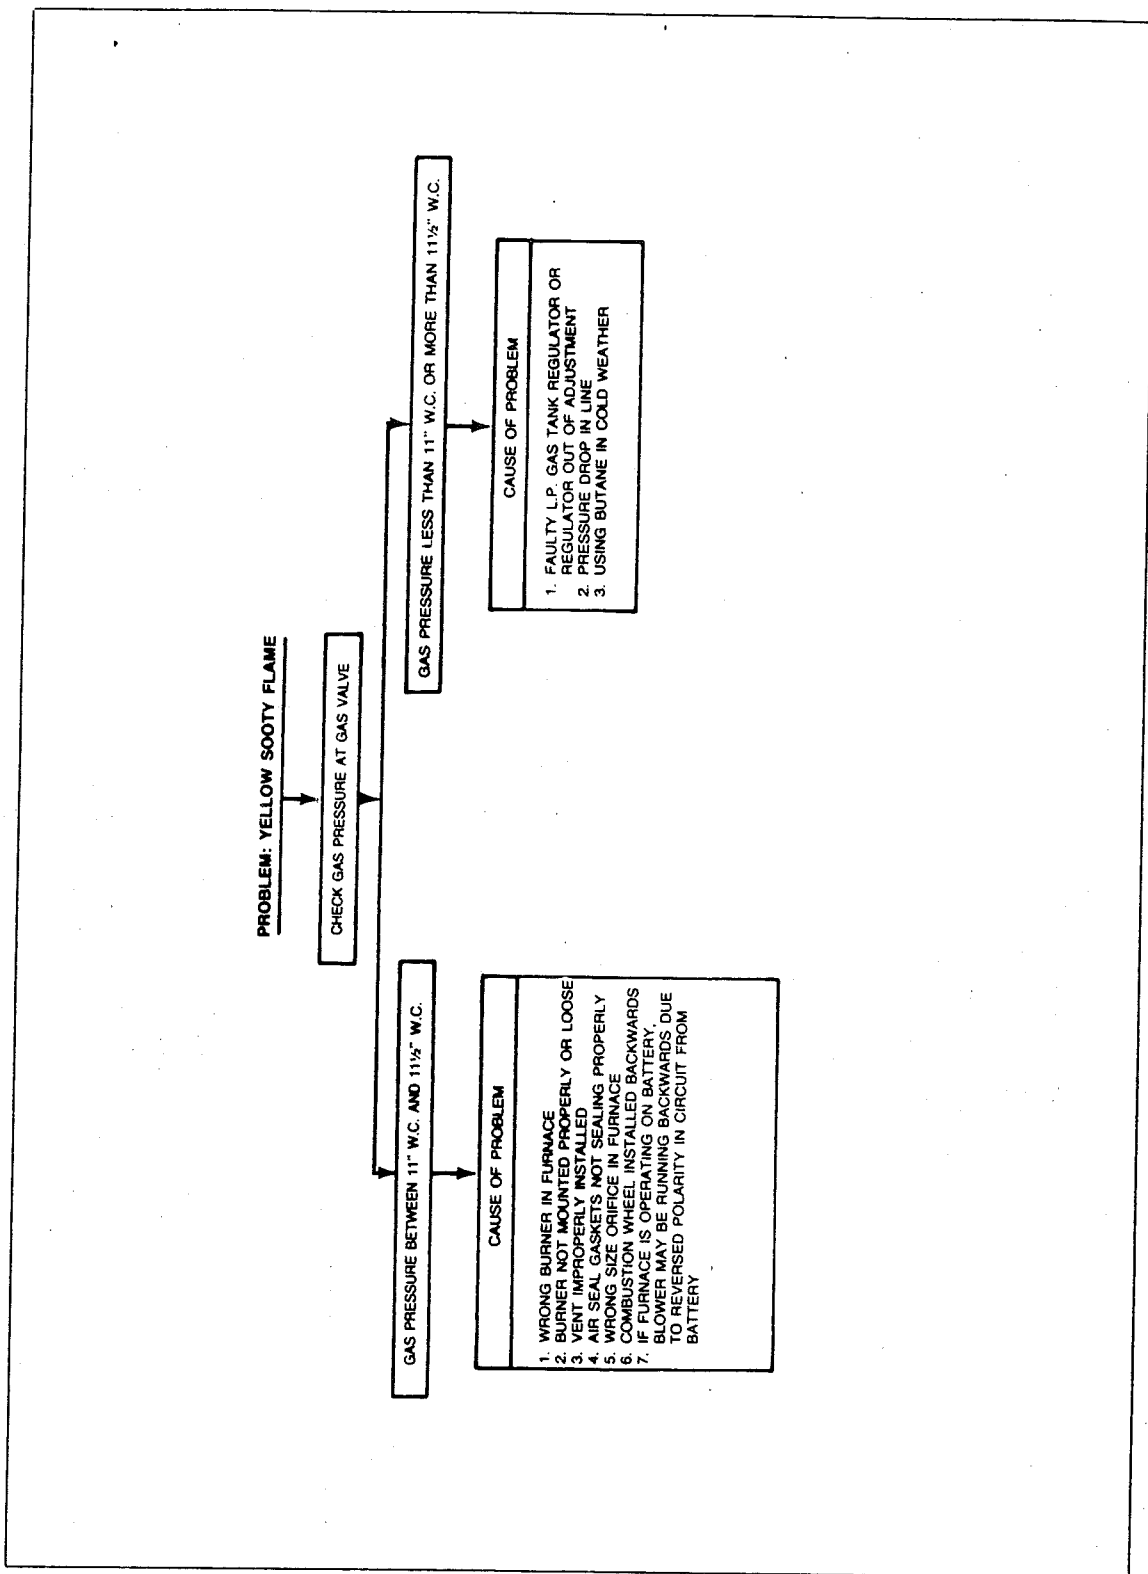 PROBLEM: YELLOW SOOTY FLAME
CHECK GAS PRESSURE AT GAS VALVE
GAS PRESSURE BETWEEN 11" W.C. AND 11½" W.C.
CAUSE OF PROBLEM
1. WRONG BURNER IN FURNACE
2. BURNER NOT MOUNTED PROPERLY OR LOOSE
3. VENT IMPROPERLY INSTALLED
4. AIR SEAL GASKETS NOT SEALING PROPERLY
5. WRONG SIZE ORIFICE IN FURNACE
6. COMBUSTION WHEEL INSTALLED BACKWARDS
7. IF FURNACE IS OPERATING ON BATTERY,
BLOWER MAY BE RUNNING BACKWARDS DUE
TO REVERSED POLARITY IN CIRCUIT FROM
BATTERY
GAS PRESSURE LESS THAN 11" W.C. OR MORE THAN 11½" W.C.
CAUSE OF PROBLEM
1. FAULTY L.P. GAS TANK REGULATOR OR
REGULATOR OUT OF ADJUSTMENT
2. PRESSURE DROP IN LINE
3. USING BUTANE IN COLD WEATHER